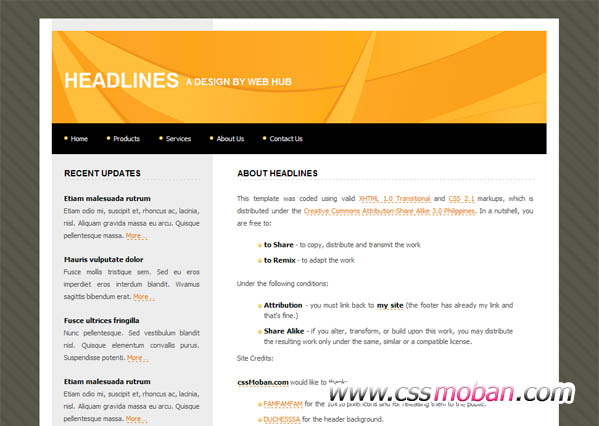 HEADLINES A DESIGN BY WEB HUB
Home Products Services About Us Contact Us
RECENT UPDATES
Etiam malesuada rutrum
Etiam odio mi, suscipit et, rhoncus ac, lacinia,
nisl. Aliquam gravida massa eu arcu. Quisque
pellentesque massa. More...
Mauris vulputate dolor
Fusce mollis tristique sem. Sed eu eros
imperdiet eros interdum blandit. Vivamus
sagittis bibendum erat. More...
Fusce ultrices fringilla
Nunc pellentesque. Sed vestibulum blandit
nisl. Quisque elementum convallis purus.
Suspendisse potenti. More...
Etiam malesuada rutrum
Etiam odio mi, suscipit et, rhoncus ac, lacinia,
nisl. Aliquam gravida massa eu arcu. Quisque
pellentesque massa. More...
ABOUT HEADLINES
This template was coded using valid XHTML 1.0 Transitional and CSS 2.1 markups, which is
distributed under the Creative Commons Attribution-Share Alike 3.0 Philippines. In a nutshell, you
are free to:
to Share - to copy, distribute and transmit the work
to Remix - to adapt the work
Under the following conditions:
Attribution - you must link back to my site (the footer has already my link and
that's fine.)
Share Alike - if you alter, transform, or build upon this work, you may distribute
the resulting work only under the same, similar or a compatible license.
Site Credits:
cssMoban.com would like to thank:
FAMFAMFAM for the icons and for releasing them to the public.
DUCHESSSA for the header background.
www.cssmoban.com